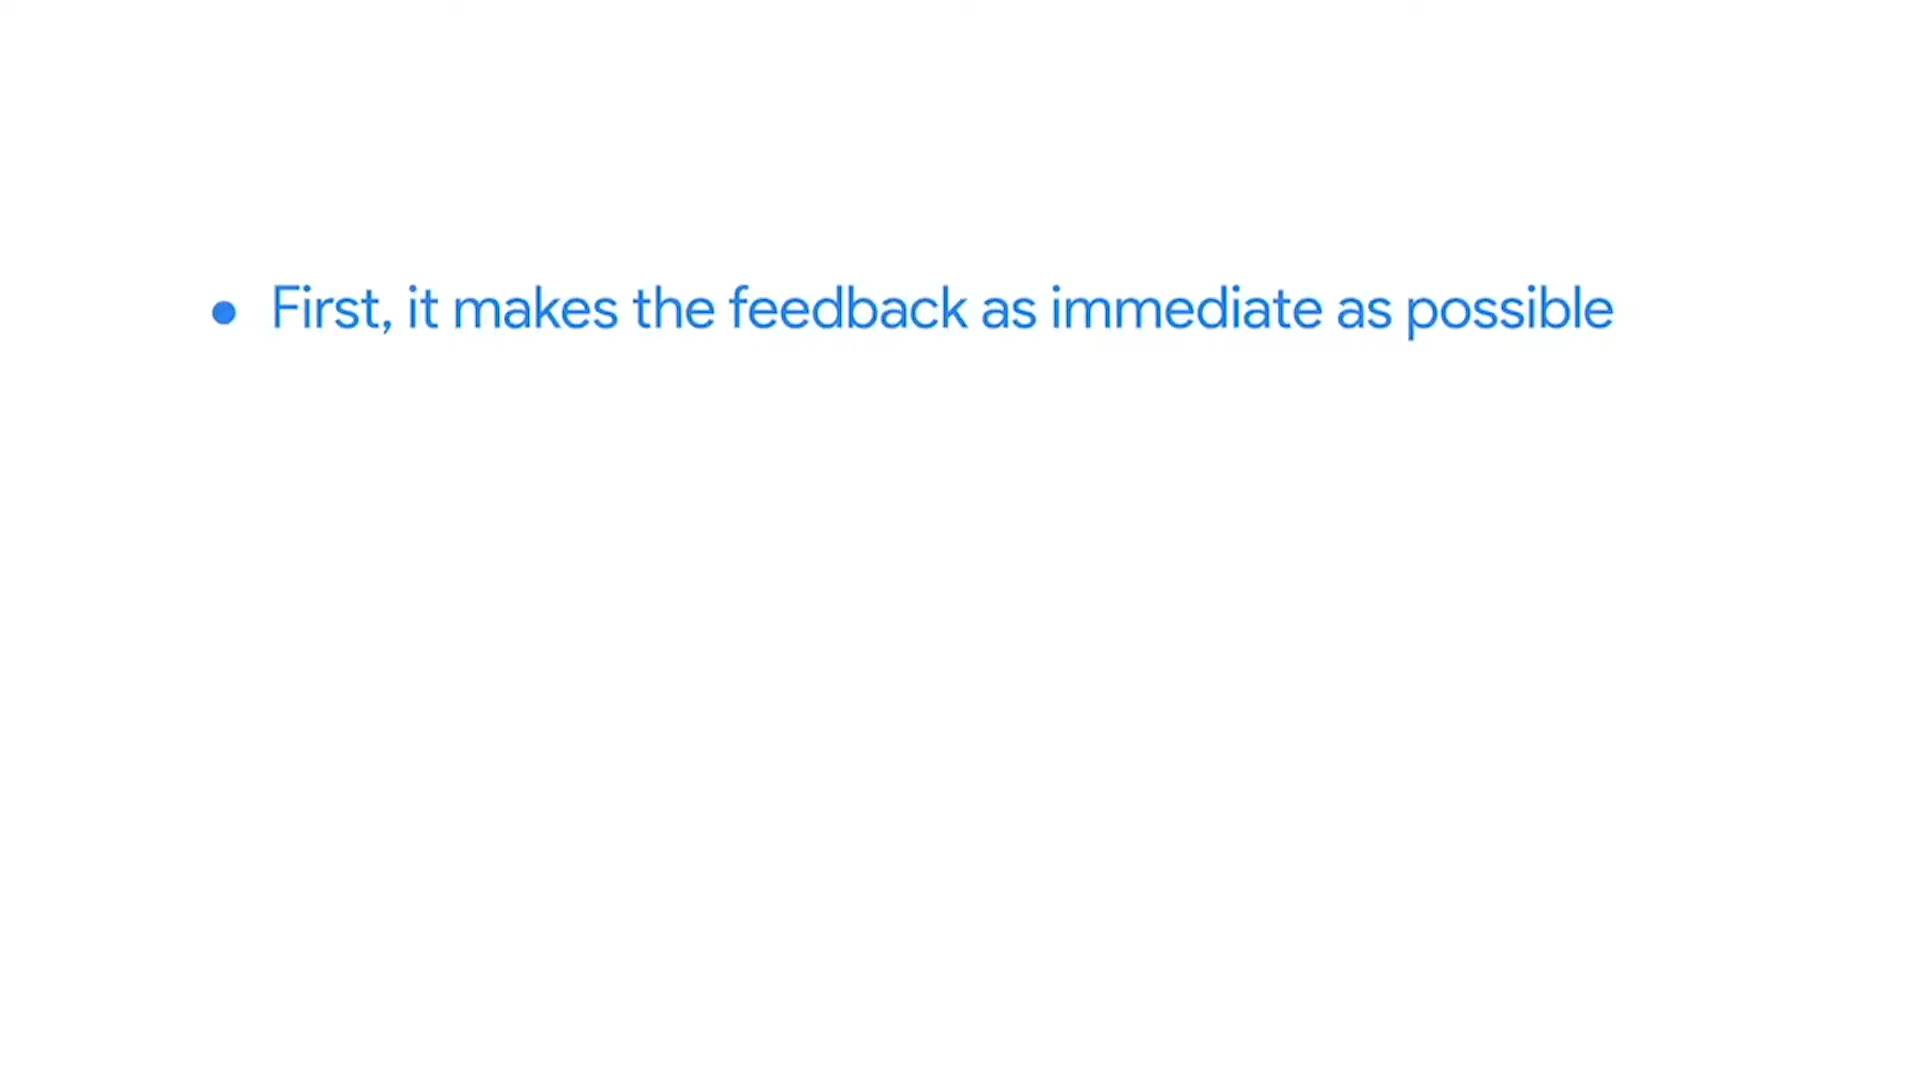 ● First, it makes the feedback as immediate as possible